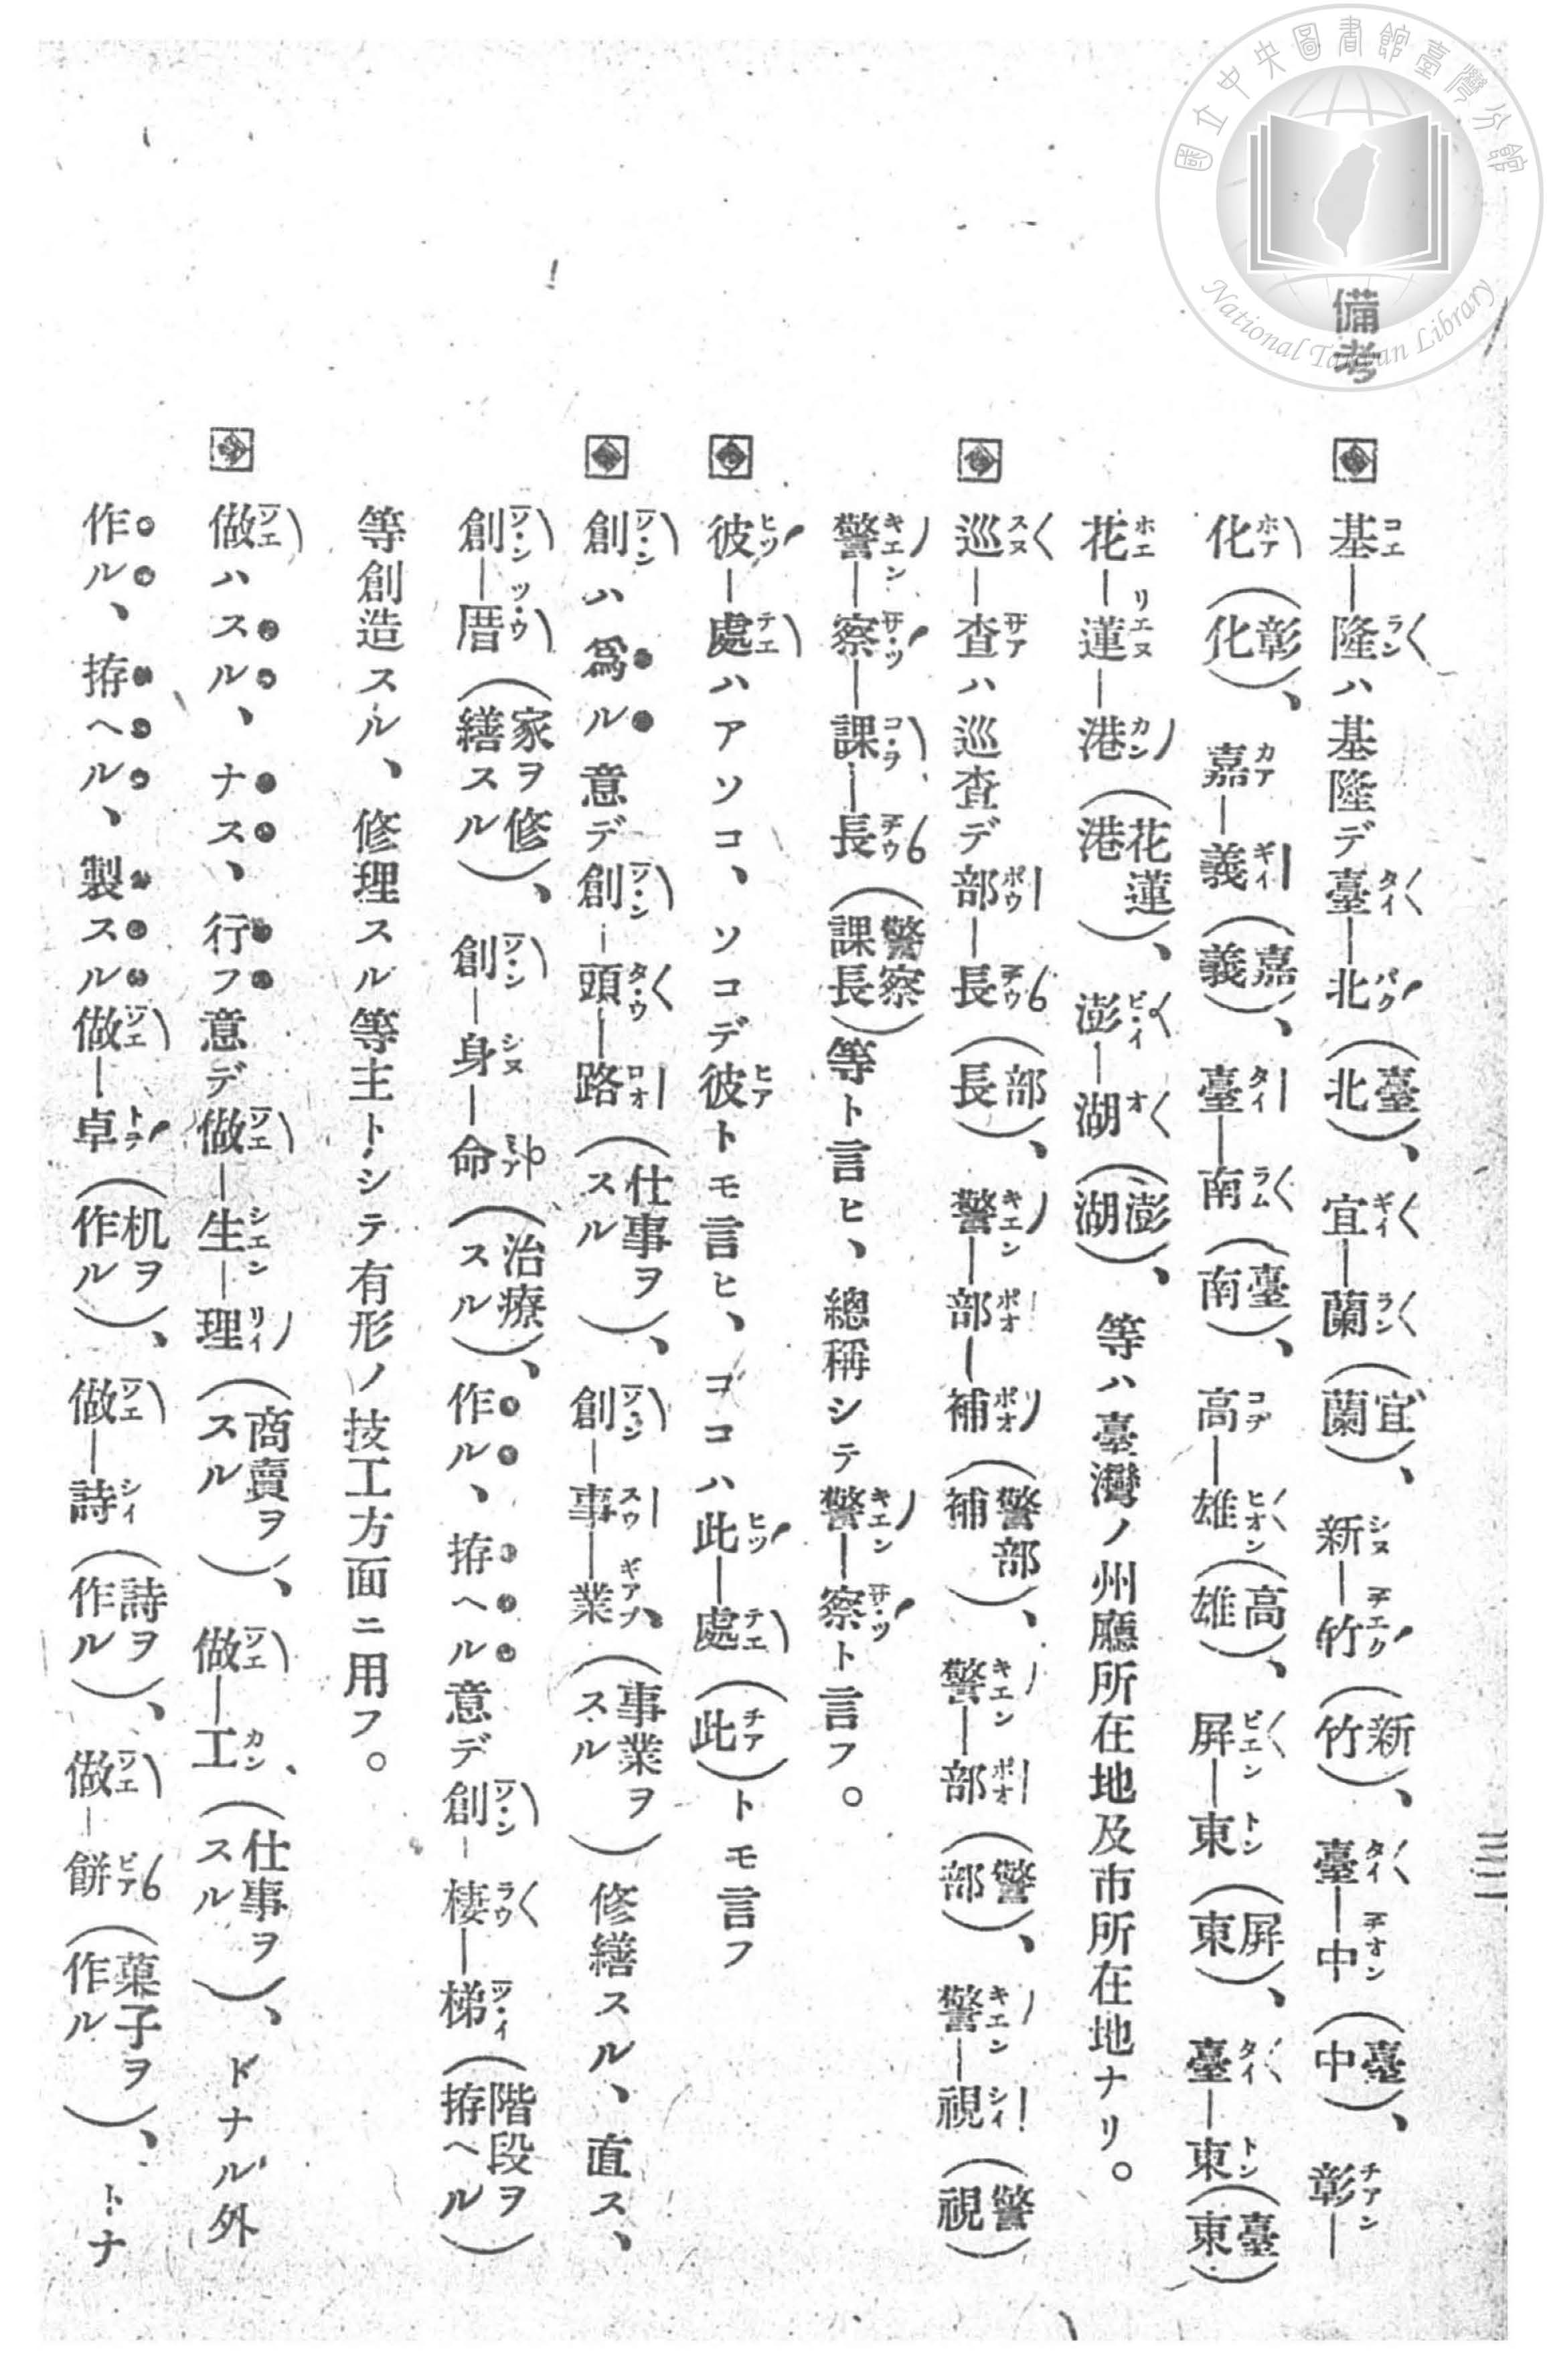 國立中央圖書館臺灣分館
National Taiwan Library
三二
備考
基―隆ハ基隆デ臺―北(臺北)、宜―蘭(宜蘭)、新―竹(新竹)、臺―中(臺中)、彰―
化(彰化)、嘉―義(嘉義)、臺―南(臺南)、高―雄(高雄)、屏―東(屏東)、臺―東(臺東)
花―蓮―港(花蓮港)、澎―湖(澎湖)、等ハ臺灣ノ州廳所在地及市所在地ナリ。
巡―査ハ巡査デ部―長(部長)、警―部―補(警部補)、警―部(警部)、警―視(警視)
警―察―課―長(警察課長)等ト言ヒ、總稱シテ警―察ト言フ。
彼―處ハアソコ、ソコデ彼トモ言ヒ、ココハ此―處(此)トモ言フ
創ハ爲ル意デ創―頭―路(仕事ヲスル)、創―事―業(事業ヲスル)修繕スル、直ス、
創―厝(家ヲ修繕スル)、創―身―命(治療スル)、作ル、拵ヘル意デ創―棲―梯(階段ヲ拵ヘル)
等創造スル、修理スル等主トシテ有形ノ技工方面ニ用フ。
做ハスル、ナス、行フ意デ做―生―理(商賣ヲスル)、做―工(仕事ヲスル)、ドナル外
作ル、拵ヘル、製スル做―卓(机ヲ作ル)、做―詩(詩ヲ作ル)、做―餅(菓子ヲ作ル)、トナ